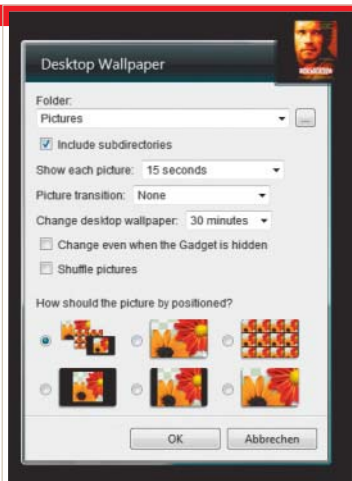 Desktop Wallpaper
Folder:
Pictures
...
Include subdirectories
Show each picture: 15 seconds
Picture transition: None
Change desktop wallpaper: 30 minutes
Change even when the Gadget is hidden
Shuffle pictures
How should the picture by positioned?
OK Abbrechen